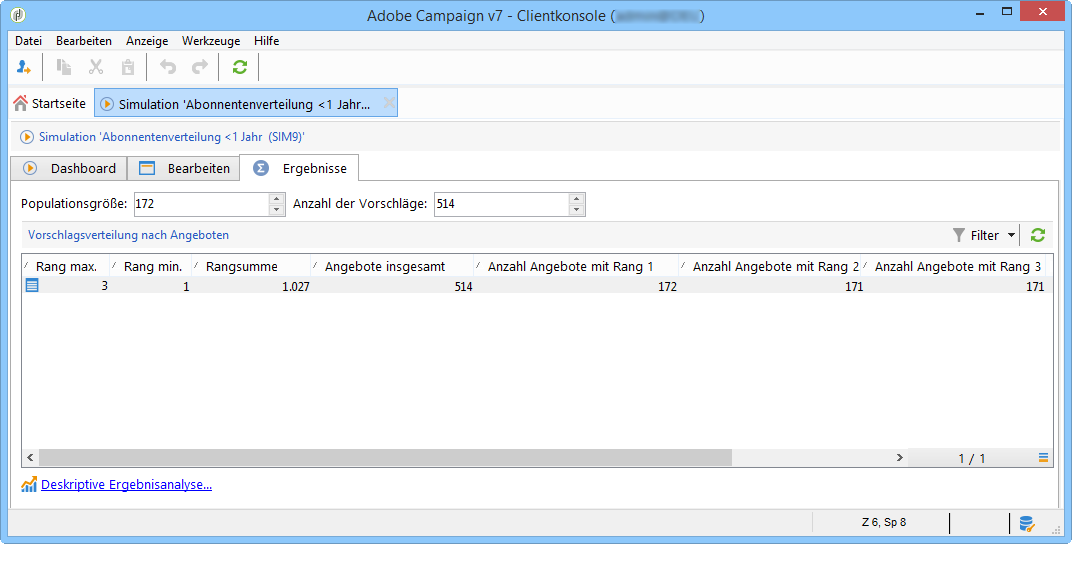 Adobe Campaign v7 - Clientkonsole ( )
Datei Bearbeiten Anzeige Werkzeuge Hilfe
Startseite Simulation 'Abonnentenverteilung <1 Jahr...
Simulation 'Abonnentenverteilung <1 Jahr (SIM9)'
Dashboard Bearbeiten Σ Ergebnisse
Populationsgröße: 172 Anzahl der Vorschläge: 514
Vorschlagsverteilung nach Angeboten Filter
Rang max. Rang min. Rangsumme Angebote insgesamt Anzahl Angebote mit Rang 1 Anzahl Angebote mit Rang 2 Anzahl Angebote mit Rang 3
3 1 1.027 514 172 171 171
1 / 1
Deskriptive Ergebnisanalyse...
Z 6, Sp 8